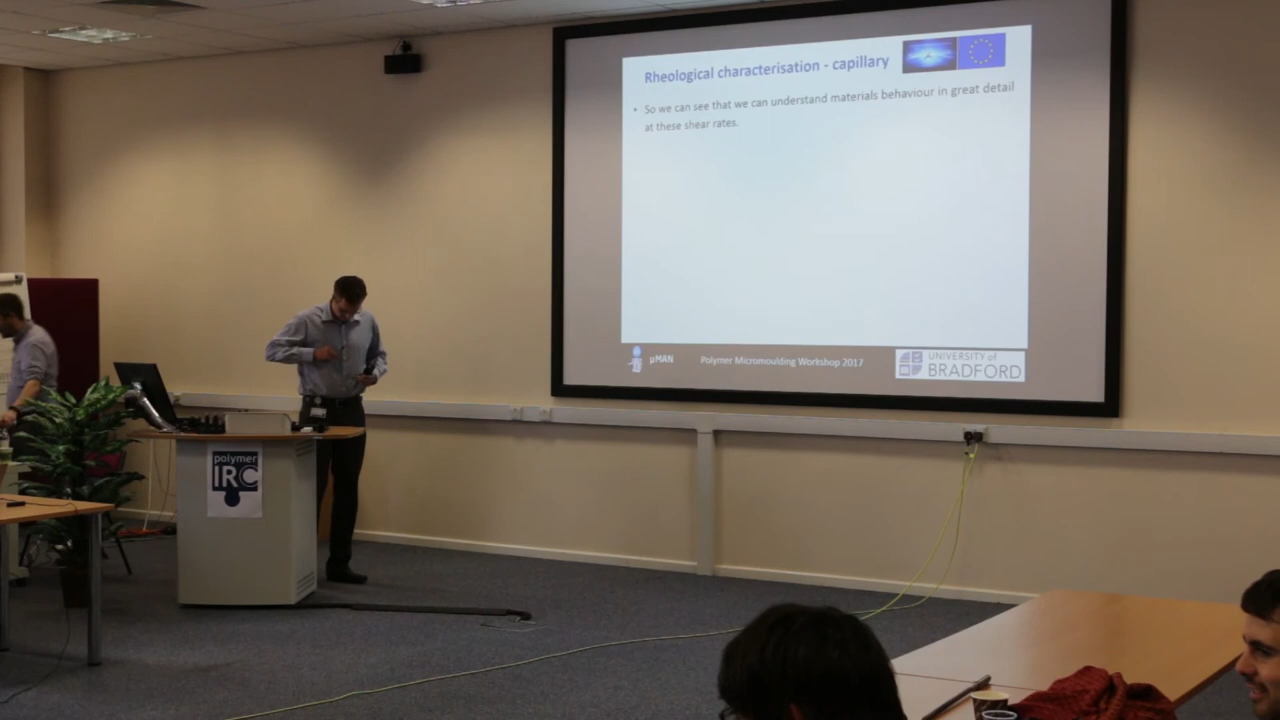 Rheological characterisation - capillary
• So we can see that we can understand materials behaviour in great detail
at these shear rates.
µMAN
Polymer Micromoulding Workshop 2017
UNIVERSITY of
BRADFORD
polymer
IRC